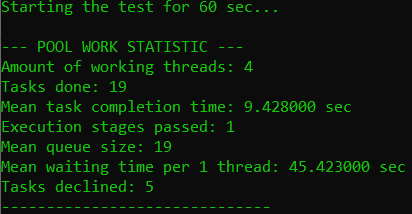 Starting the test for 60 sec...
--- POOL WORK STATISTIC ---
Amount of working threads: 4
Tasks done: 19
Mean task completion time: 9.428000 sec
Execution stages passed: 1
Mean queue size: 19
Mean waiting time per 1 thread: 45.423000 sec
Tasks declined: 5
------------------------------